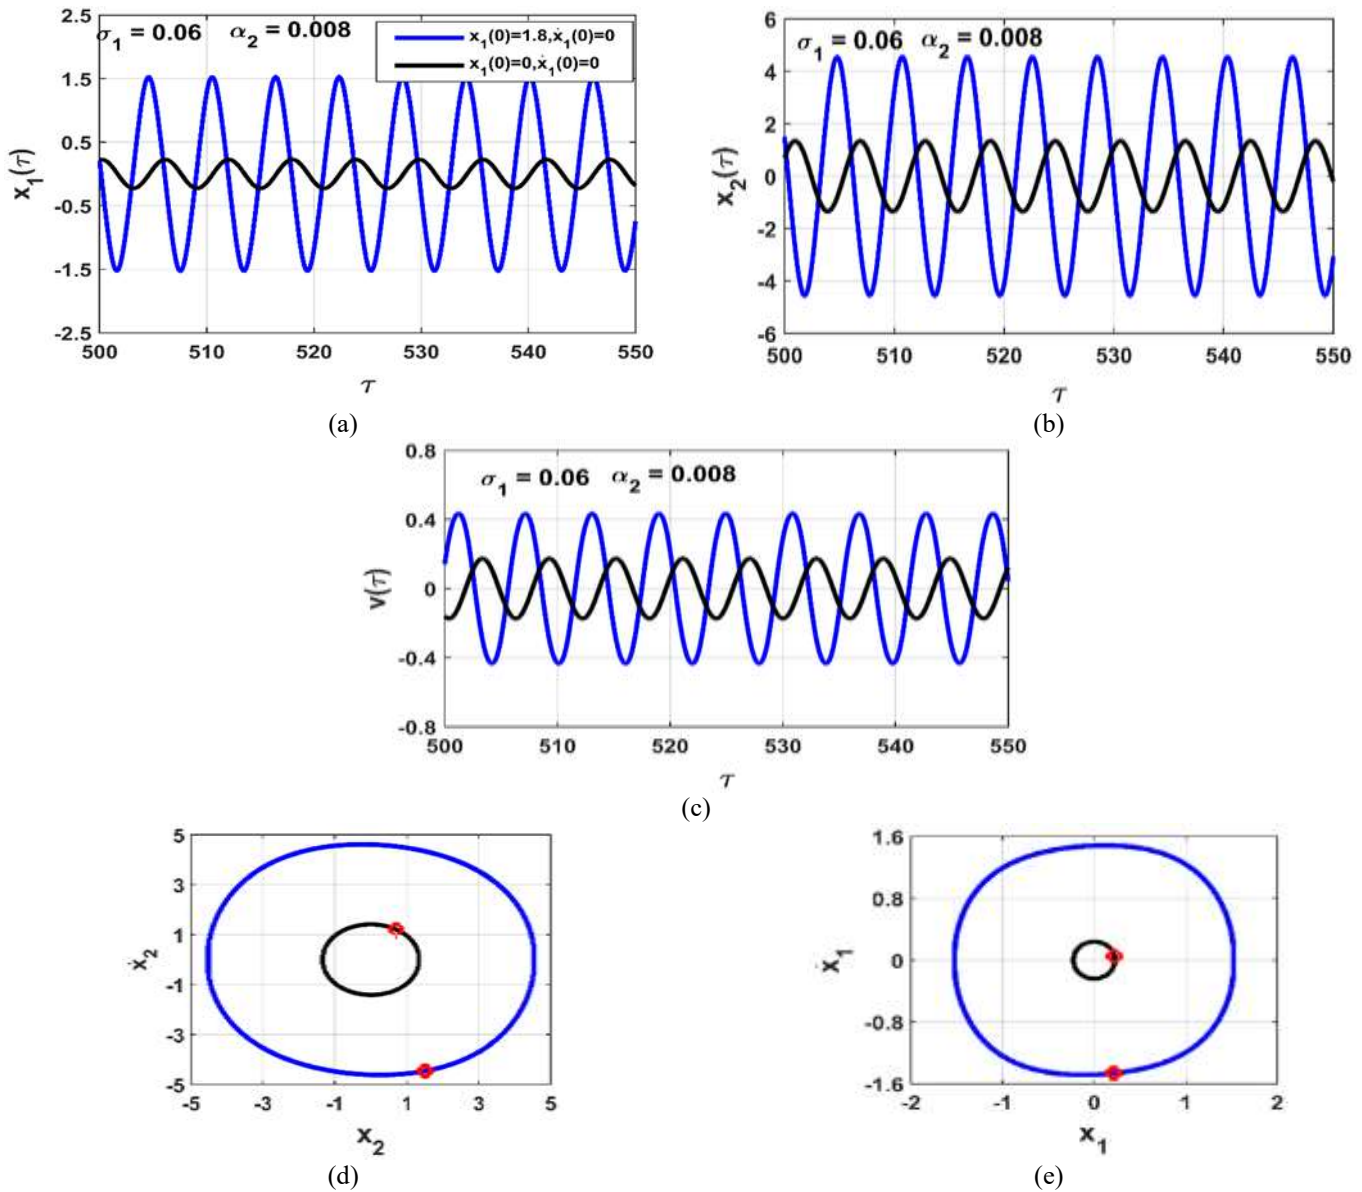 σ₁ = 0.06 α₂ = 0.008
x₁(0)=1.8,ẋ₁(0)=0
x₁(0)=0,ẋ₁(0)=0
2.5
1.5
0.5
-0.5
-1.5
-2.5
x₁(τ)
500 510 520 530 540 550
τ
(a)
σ₁ = 0.06 α₂ = 0.008
6
4
2
0
-2
-4
-6
x₂(τ)
500 510 520 530 540 550
τ
(b)
σ₁ = 0.06 α₂ = 0.008
0.8
0.4
0
-0.4
-0.8
v(τ)
500 510 520 530 540 550
τ
(c)
5
3
1
-1
-3
-5
ẋ₂
-5 -3 -1 1 3 5
x₂
(d)
1.6
0.8
0
-0.8
-1.6
ẋ₁
-2 -1 0 1 2
x₁
(e)